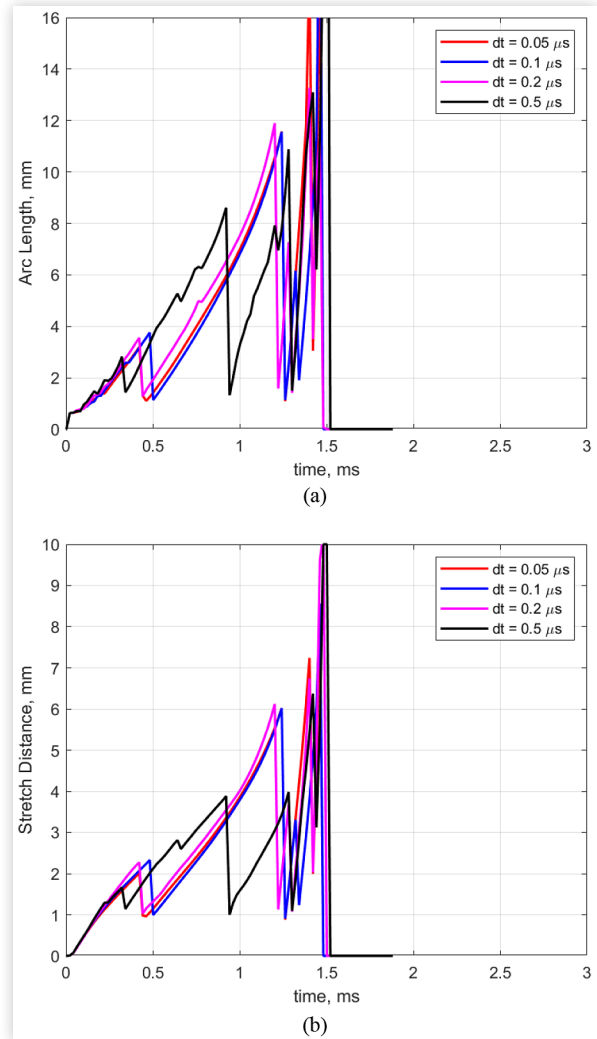 16
14
12
10
8
6
4
2
0
Arc Length, mm
dt = 0.05 μs
dt = 0.1 μs
dt = 0.2 μs
dt = 0.5 μs
0 0.5 1 1.5 2 2.5 3
time, ms
(a)
10
9
8
7
6
5
4
3
2
1
0
Stretch Distance, mm
dt = 0.05 μs
dt = 0.1 μs
dt = 0.2 μs
dt = 0.5 μs
0 0.5 1 1.5 2 2.5 3
time, ms
(b)